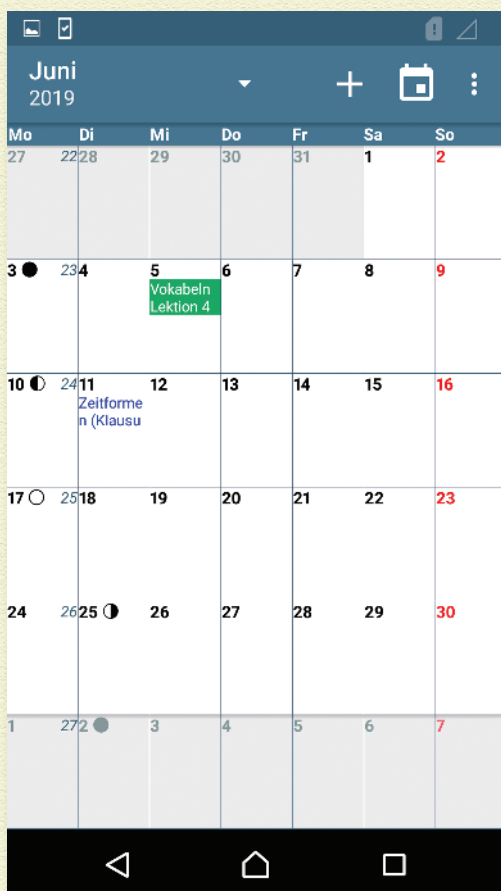 Juni
2019
Mo Di Mi Do Fr Sa So
27 22 28 29 30 31 1 2
3 23 4 5 6 7 8 9
Vokabeln
Lektion 4
10 24 11 12 13 14 15 16
Zeitforme
n (Klausu
17 25 18 19 20 21 22 23
24 26 25 26 27 28 29 30
1 27 2 3 4 5 6 7